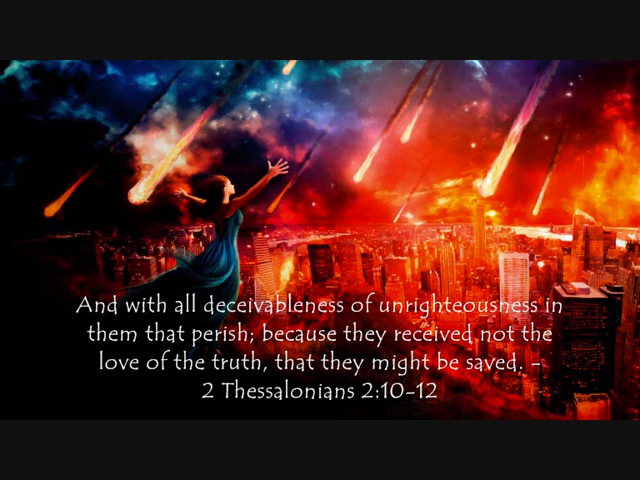 And with all deceivableness of unrighteousness in
them that perish; because they received not the
love of the truth, that they might be saved. -
2 Thessalonians 2:10-12